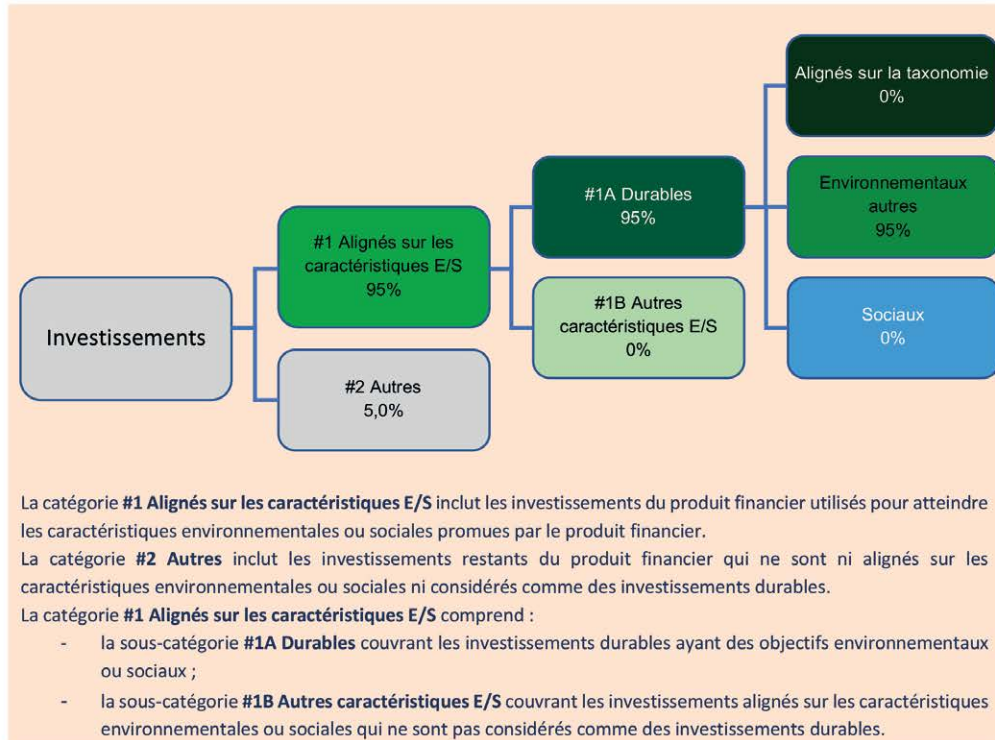 Alignés sur la taxonomie
0%
#1A Durables
95%
Environnementaux
autres
95%
#1 Alignés sur les
caractéristiques E/S
95%
Investissements
#1B Autres
caractéristiques E/S
0%
Sociaux
0%
#2 Autres
5,0%
La catégorie #1 Alignés sur les caractéristiques E/S inclut les investissements du produit financier utilisés pour atteindre
les caractéristiques environnementales ou sociales promues par le produit financier.
La catégorie #2 Autres inclut les investissements restants du produit financier qui ne sont ni alignés sur les
caractéristiques environnementales ou sociales ni considérés comme des investissements durables.
La catégorie #1 Alignés sur les caractéristiques E/S comprend :
- la sous-catégorie #1A Durables couvrant les investissements durables ayant des objectifs environnementaux
ou sociaux ;
- la sous-catégorie #1B Autres caractéristiques E/S couvrant les investissements alignés sur les caractéristiques
environnementales ou sociales qui ne sont pas considérés comme des investissements durables.